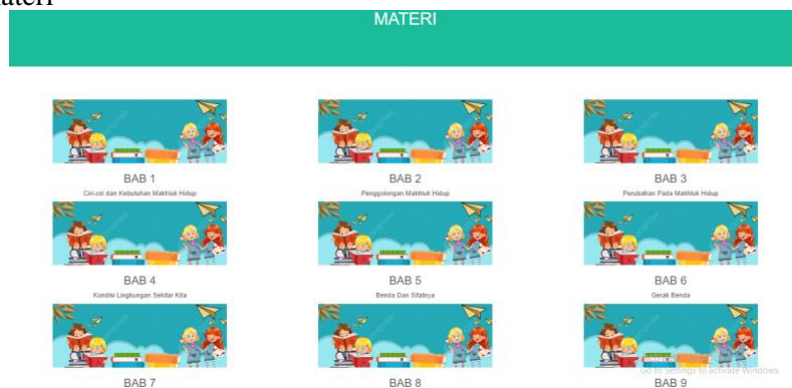 MATERI
BAB 1
Ciri-ciri dan Kebutuhan Makhluk Hidup
BAB 2
Penggolongan Makhluk Hidup
BAB 3
Perubahan Pada Makhluk Hidup
BAB 4
Kondisi Lingkungan Sekitar Kita
BAB 5
Benda Dan Sifatnya
BAB 6
Gerak Benda
BAB 7
BAB 8
BAB 9
Go to Settings to activate Windows.